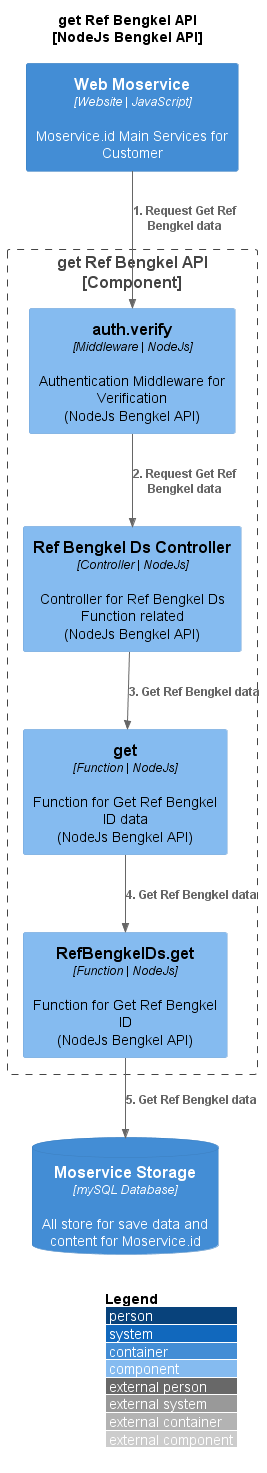 get Ref Bengkel API
[NodeJs Bengkel API]
Web Moservice
[Website | JavaScript]
Moservice.id Main Services for
Customer
1. Request Get Ref
Bengkel data
get Ref Bengkel API
[Component]
auth.verify
[Middleware | NodeJs]
Authentication Middleware for
Verification
(NodeJs Bengkel API)
2. Request Get Ref
Bengkel data
Ref Bengkel Ds Controller
[Controller | NodeJs]
Controller for Ref Bengkel Ds
Function related
(NodeJs Bengkel API)
3. Get Ref Bengkel data
get
[Function | NodeJs]
Function for Get Ref Bengkel
ID data
(NodeJs Bengkel API)
4. Get Ref Bengkel data
RefBengkelDs.get
[Function | NodeJs]
Function for Get Ref Bengkel
ID
(NodeJs Bengkel API)
5. Get Ref Bengkel data
Moservice Storage
[mySQL Database]
All store for save data and
content for Moservice.id
Legend
person
system
container
component
external person
external system
external container
external component